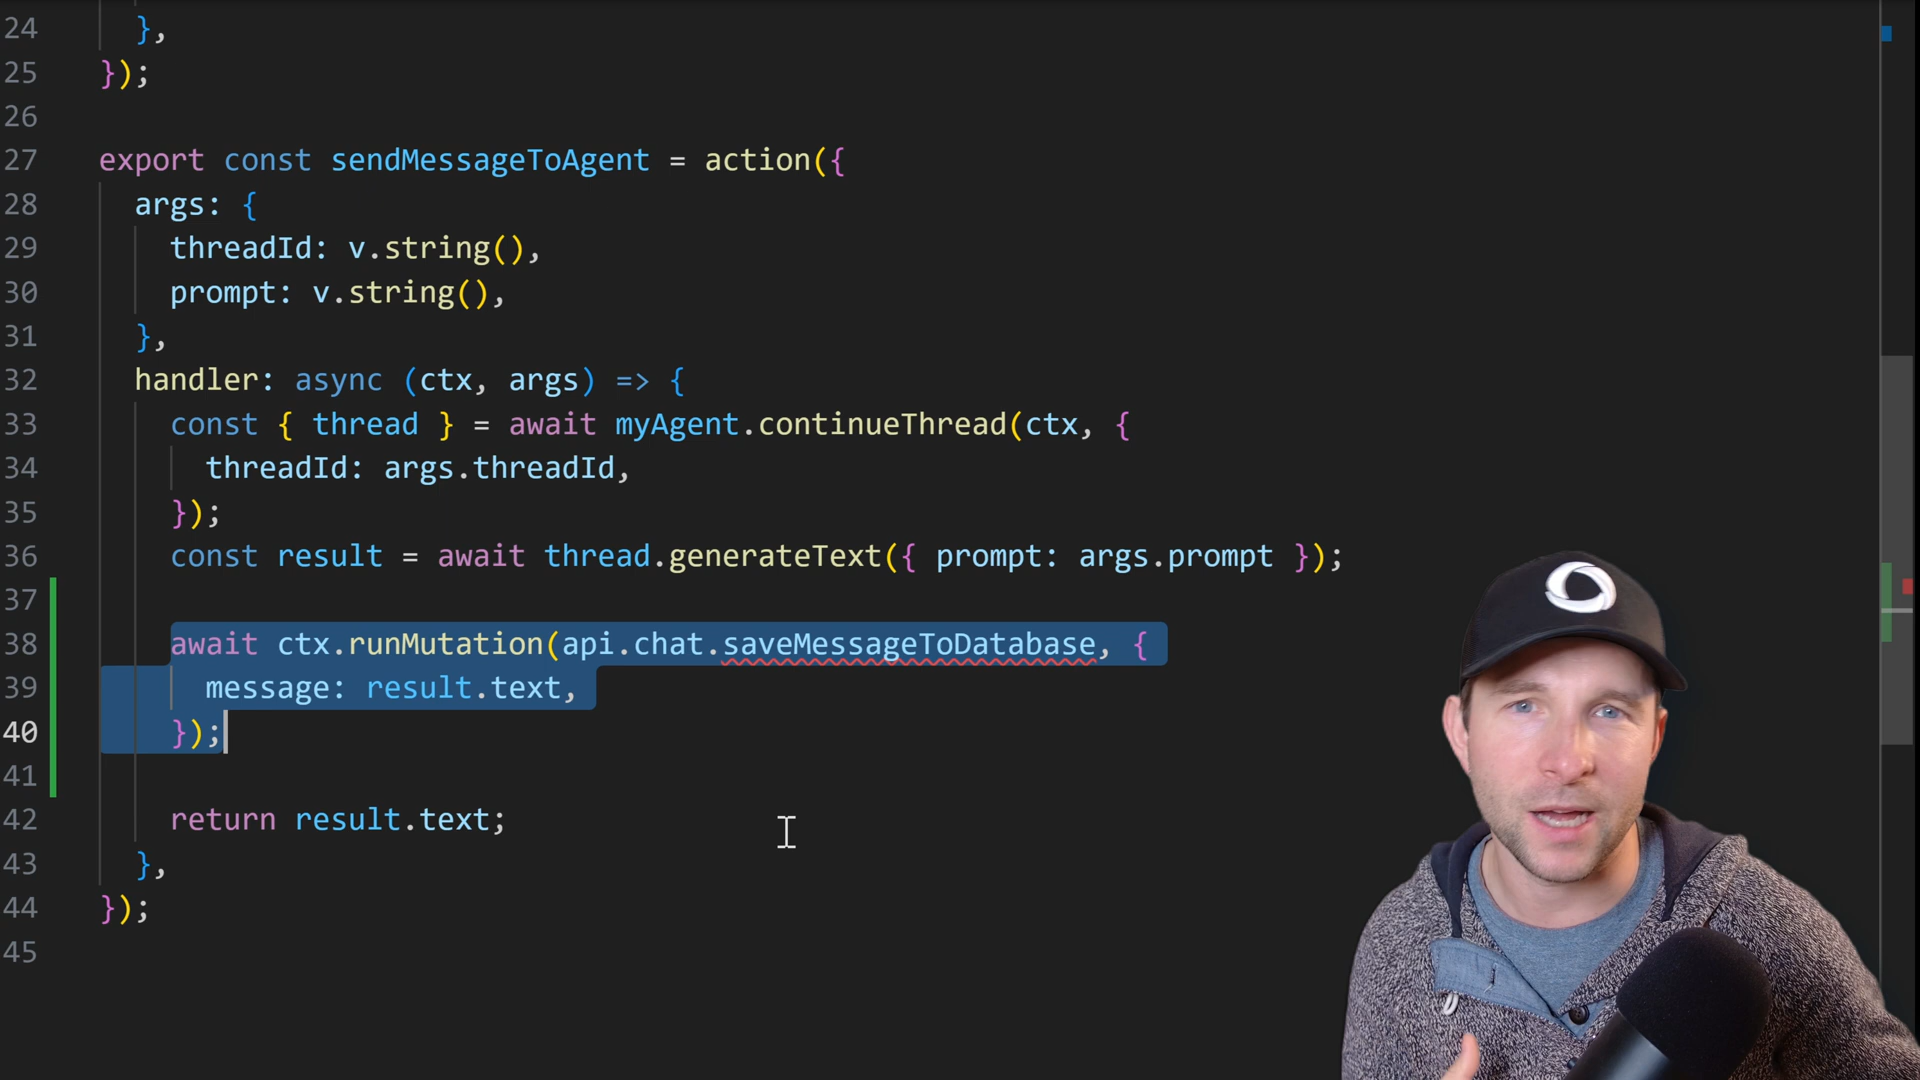 24 },
25 });
26
27 export const sendMessageToAgent = action({
28 args: {
29 threadId: v.string(),
30 prompt: v.string(),
31 },
32 handler: async (ctx, args) => {
33 const { thread } = await myAgent.continueThread(ctx, {
34 threadId: args.threadId,
35 });
36 const result = await thread.generateText({ prompt: args.prompt });
37
38 await ctx.runMutation(api.chat.saveMessageToDatabase, {
39 message: result.text,
40 });
41
42 return result.text;
43 },
44 });
45